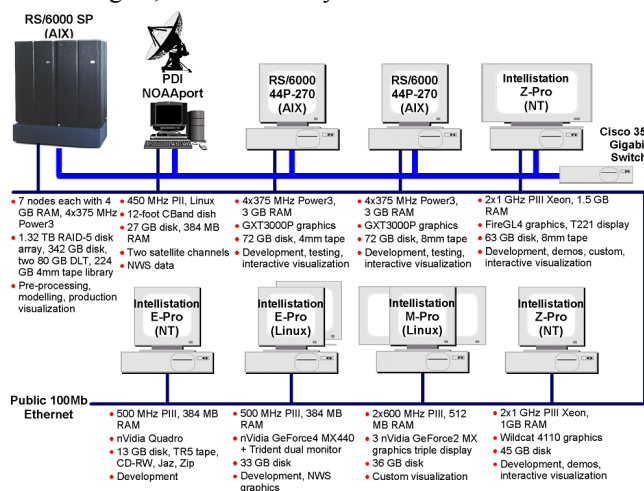 RS/6000 SP
(AIX)
PDI
NOAAport
RS/6000
44P-270
(AIX)
RS/6000
44P-270
(AIX)
Intellistation
Z-Pro
(NT)
Cisco 35
Gigabi
Switch
• 7 nodes each with 4
GB RAM, 4x375 MHz
Power3
• 1.32 TB RAID-5 disk
array, 342 GB disk,
two 80 GB DLT, 224
GB 4mm tape library
• Pre-processing,
modelling, production
visualization
• 450 MHz PII, Linux
• 12-foot CBand dish
• 27 GB disk, 384 MB
RAM
• Two satellite channels
• NWS data
• 4x375 MHz Power3,
3 GB RAM
• GXT3000P graphics
• 72 GB disk, 4mm tape
• Development, testing,
interactive visualization
• 4x375 MHz Power3,
3 GB RAM
• GXT3000P graphics
• 72 GB disk, 8mm tape
• Development, testing,
interactive visualization
• 2x1 GHz PIII Xeon, 1.5 GB
RAM
• FireGL4 graphics, T221 display
• 63 GB disk, 8mm tape
• Development, demos, custom,
interactive visualization
Intellistation
E-Pro
(NT)
Intellistation
E-Pro
(Linux)
Intellistation
M-Pro
(Linux)
Intellistation
Z-Pro
(NT)
Public 100Mb
Ethernet
• 500 MHz PIII, 384 MB
RAM
• nVidia Quadro
• 13 GB disk, TR5 tape,
CD-RW, Jaz, Zip
• Development
• 500 MHz PIII, 384 MB
RAM
• nVidia GeForce4 MX440
+ Trident dual monitor
• 33 GB disk
• Development, NWS
graphics
• 2x600 MHz PIII, 512
MB RAM
• 3 nVidia GeForce2 MX
graphics triple display
• 36 GB disk
• Custom visualization
• 2x1 GHz PIII Xeon,
1GB RAM
• Wildcat 4110 graphics
• 45 GB disk
• Development, demos,
interactive visualization